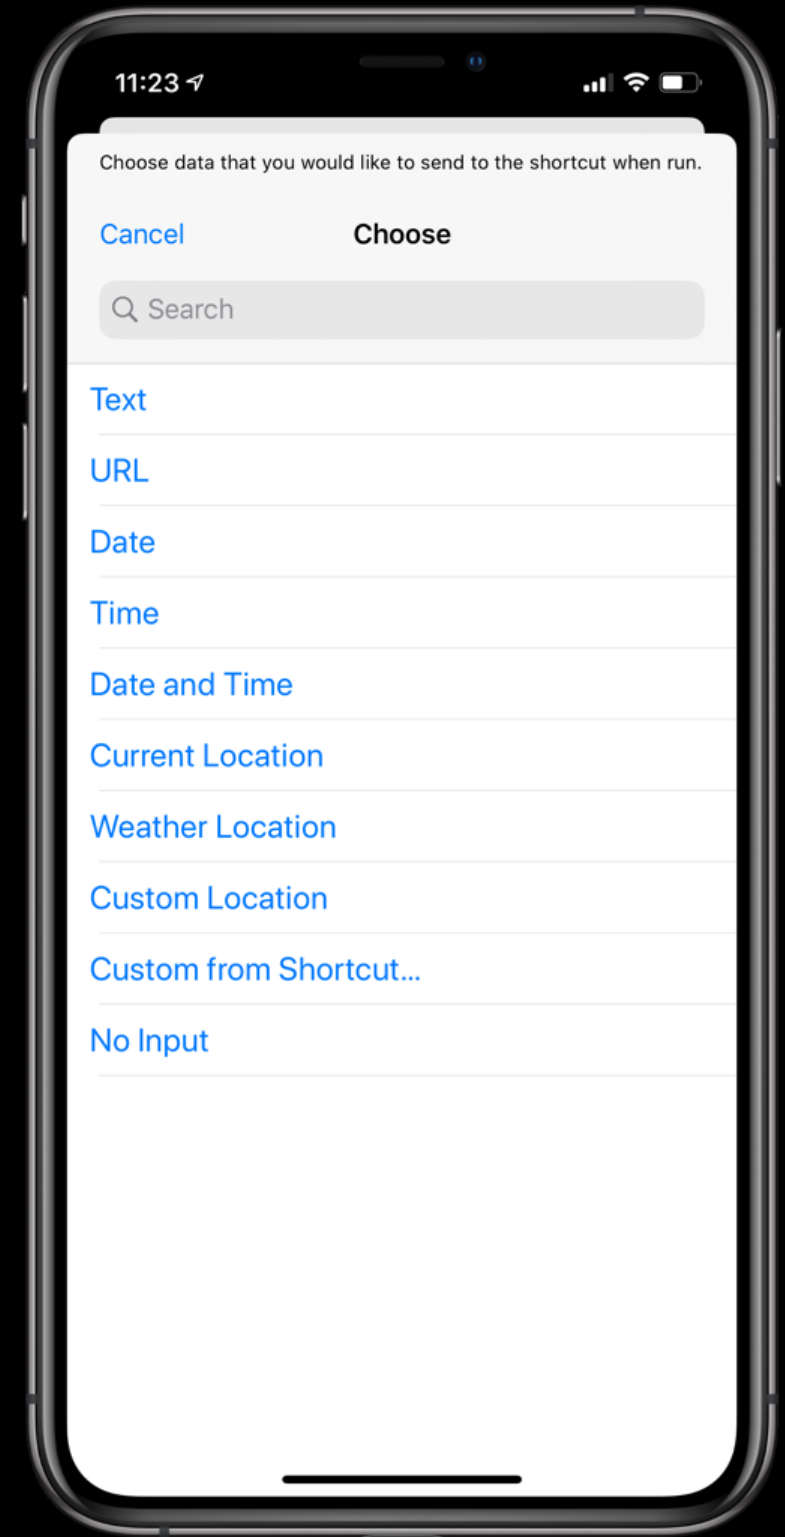 11:23
Choose data that you would like to send to the shortcut when run.
Cancel
Choose
Search
Text
URL
Date
Time
Date and Time
Current Location
Weather Location
Custom Location
Custom from Shortcut...
No Input